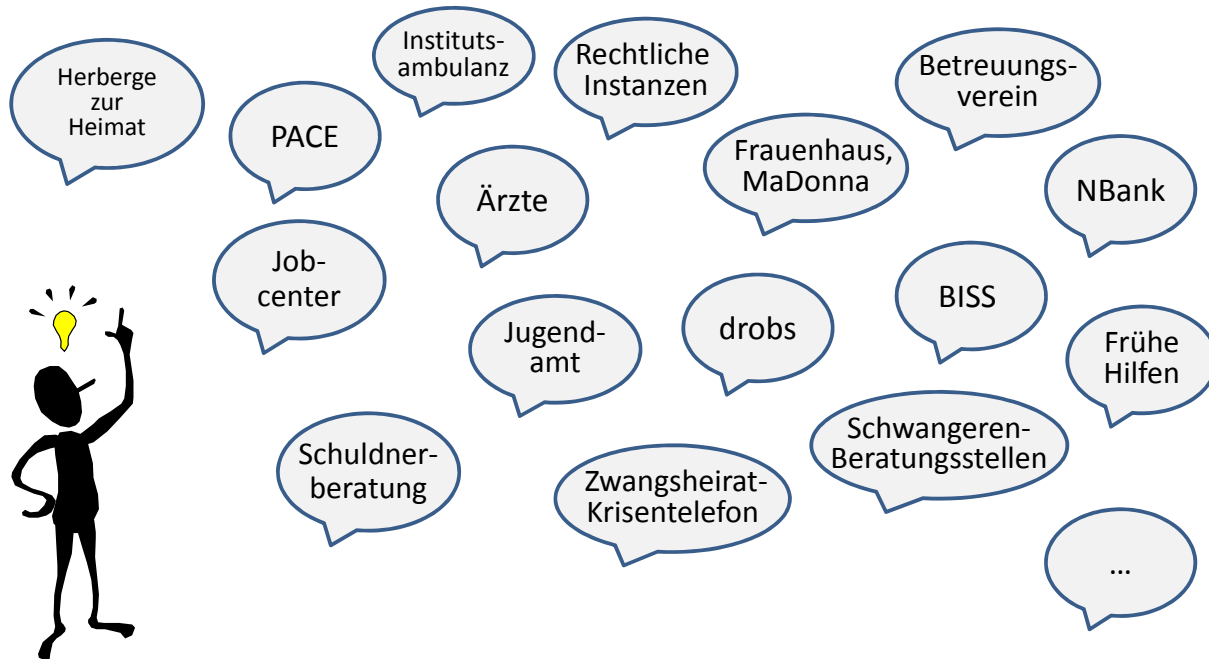 Herberge
zur
Heimat
PACE
Instituts-
ambulanz
Rechtliche
Instanzen
Betreuungs-
verein
Ärzte
Frauenhaus,
MaDonna
NBank
Job-
center
Jugend-
amt
drobs
BISS
Frühe
Hilfen
Schuldner-
beratung
Zwangsheirat-
Krisentelefon
Schwangeren-
Beratungsstellen
...